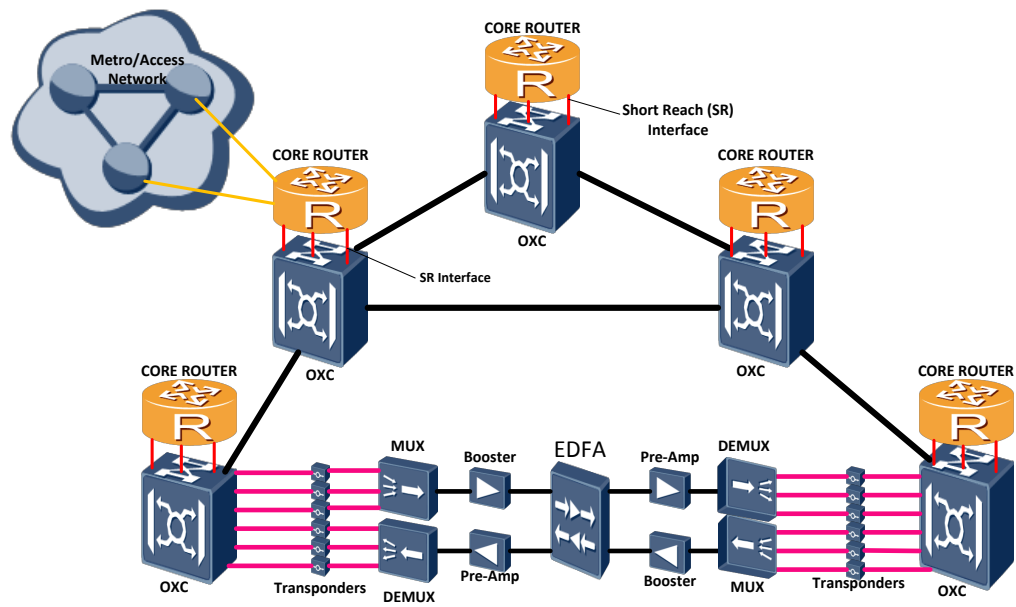 CORE ROUTER
R
Metro/Access
Network
Short Reach (SR)
Interface
CORE ROUTER
R
CORE ROUTER
R
OXC
SR Interface
OXC
OXC
CORE ROUTER
R
CORE ROUTER
R
MUX
Booster
EDFA
Pre-Amp
DEMUX
OXC
Transponders
DEMUX
Pre-Amp
Booster
MUX
Transponders
OXC